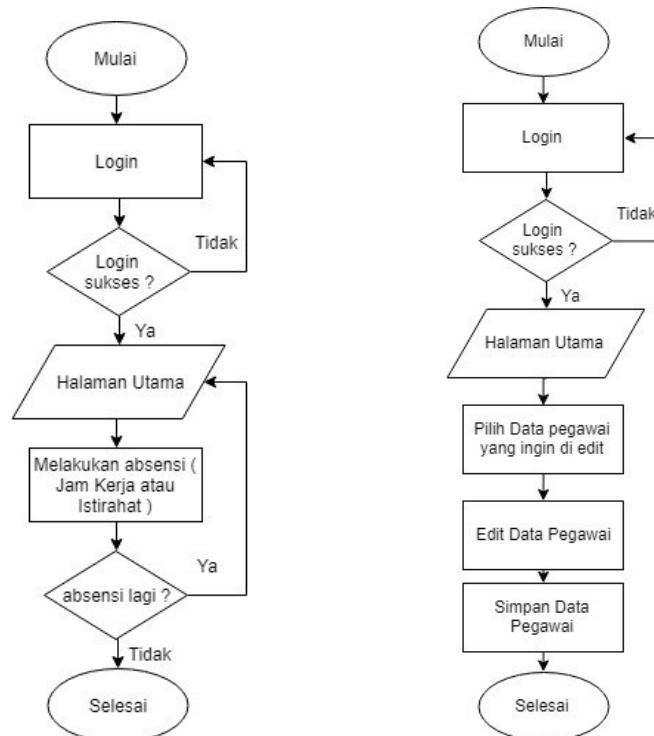 Mulai
Login
Login
sukses ?
Tidak
Ya
Halaman Utama
Melakukan absensi (
Jam Kerja atau
Istirahat )
absensi lagi ?
Ya
Tidak
Selesai
Mulai
Login
Login
sukses ?
Tidak
Ya
Halaman Utama
Pilih Data pegawai
yang ingin di edit
Edit Data Pegawai
Simpan Data
Pegawai
Selesai